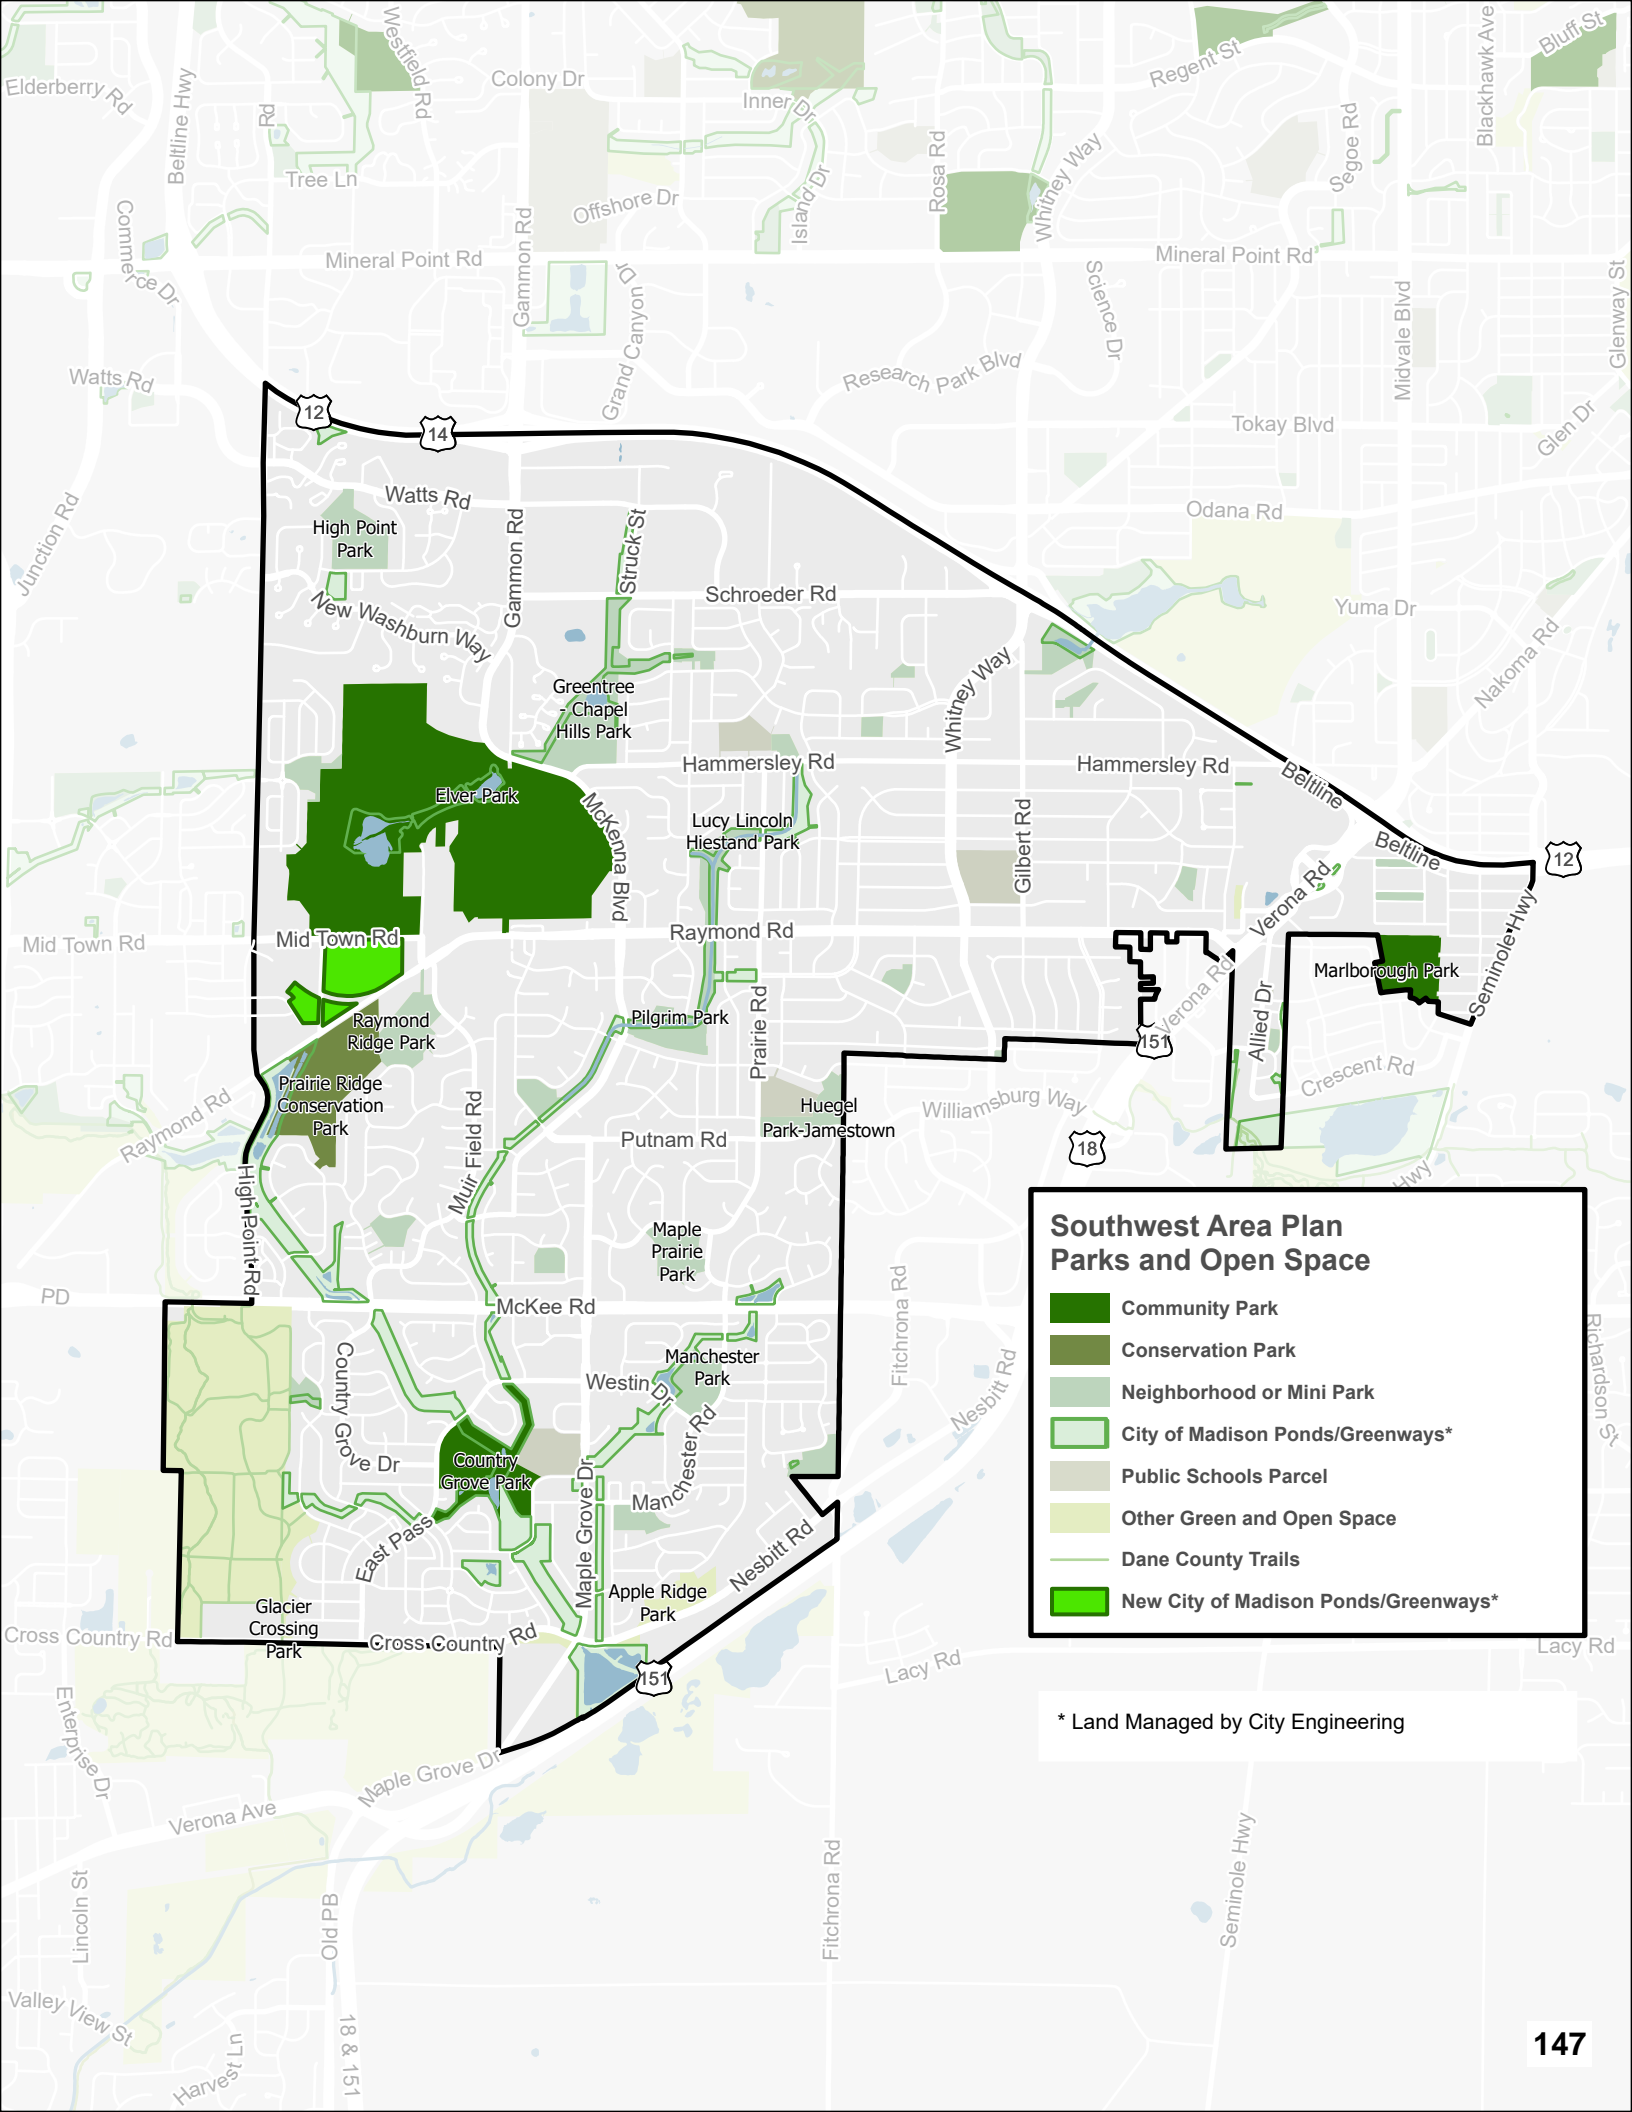 Westfield Rd
Blackhawk Ave
Bluff St
Colony Dr
Regent St
Elderberry Rd
Beltline Hwy
Rd
Inner Dr
Segoe Rd
Rosa Rd
Whitney Way
Tree Ln
Offshore Dr
Island Dr
Commerce Dr
Gammon Rd
Mineral Point Rd
Mineral Point Rd
Grand Canyon Dr
Science Dr
Midvale Blvd
Glenway St
Watts Rd
Research Park Blvd
12
14
Tokay Blvd
Glen Dr
Watts Rd
Odana Rd
High Point
Park
Gammon Rd
Struck St
Junction Rd
Schroeder Rd
Yuma Dr
New Washburn Way
Nakoma Rd
Whitney Way
Greentree
- Chapel
Hills Park
Hammersley Rd
Hammersley Rd
Beltline
Elver Park
McKenna Blvd
Lucy Lincoln
Hiestand Park
Gilbert Rd
Beltline
12
Verona Rd
Seminole Hwy
Mid Town Rd
Mid Town Rd
Raymond Rd
Marlborough Park
Verona Rd
Allied Dr
Raymond
Ridge Park
Pilgrim Park
Prairie Rd
151
Prairie Ridge
Conservation
Park
Raymond Rd
Crescent Rd
Huegel
Park-Jamestown
Williamsburg Way
Muir Field Rd
Putnam Rd
18
Hwy
High Point Rd
Maple
Prairie
Park
PD
McKee Rd
Fitchrona Rd
Country Grove Dr
Manchester
Park
Westin Dr
Nesbitt Rd
Richardson St
Manchester Rd
Country
Grove Park
Maple Grove Dr
East Pass
Nesbitt Rd
Apple Ridge
Park
Glacier
Crossing
Park
Cross Country Rd
Cross Country Rd
151
Lacy Rd
Lacy Rd
Southwest Area Plan
Parks and Open Space
Community Park
Conservation Park
Neighborhood or Mini Park
City of Madison Ponds/Greenways*
Public Schools Parcel
Other Green and Open Space
Dane County Trails
New City of Madison Ponds/Greenways*
* Land Managed by City Engineering
Enterprise Dr
Maple Grove Dr
Verona Ave
Lincoln St
Old PB
Fitchrona Rd
Seminole Hwy
Valley View St
Harvest Ln
18 & 151
147